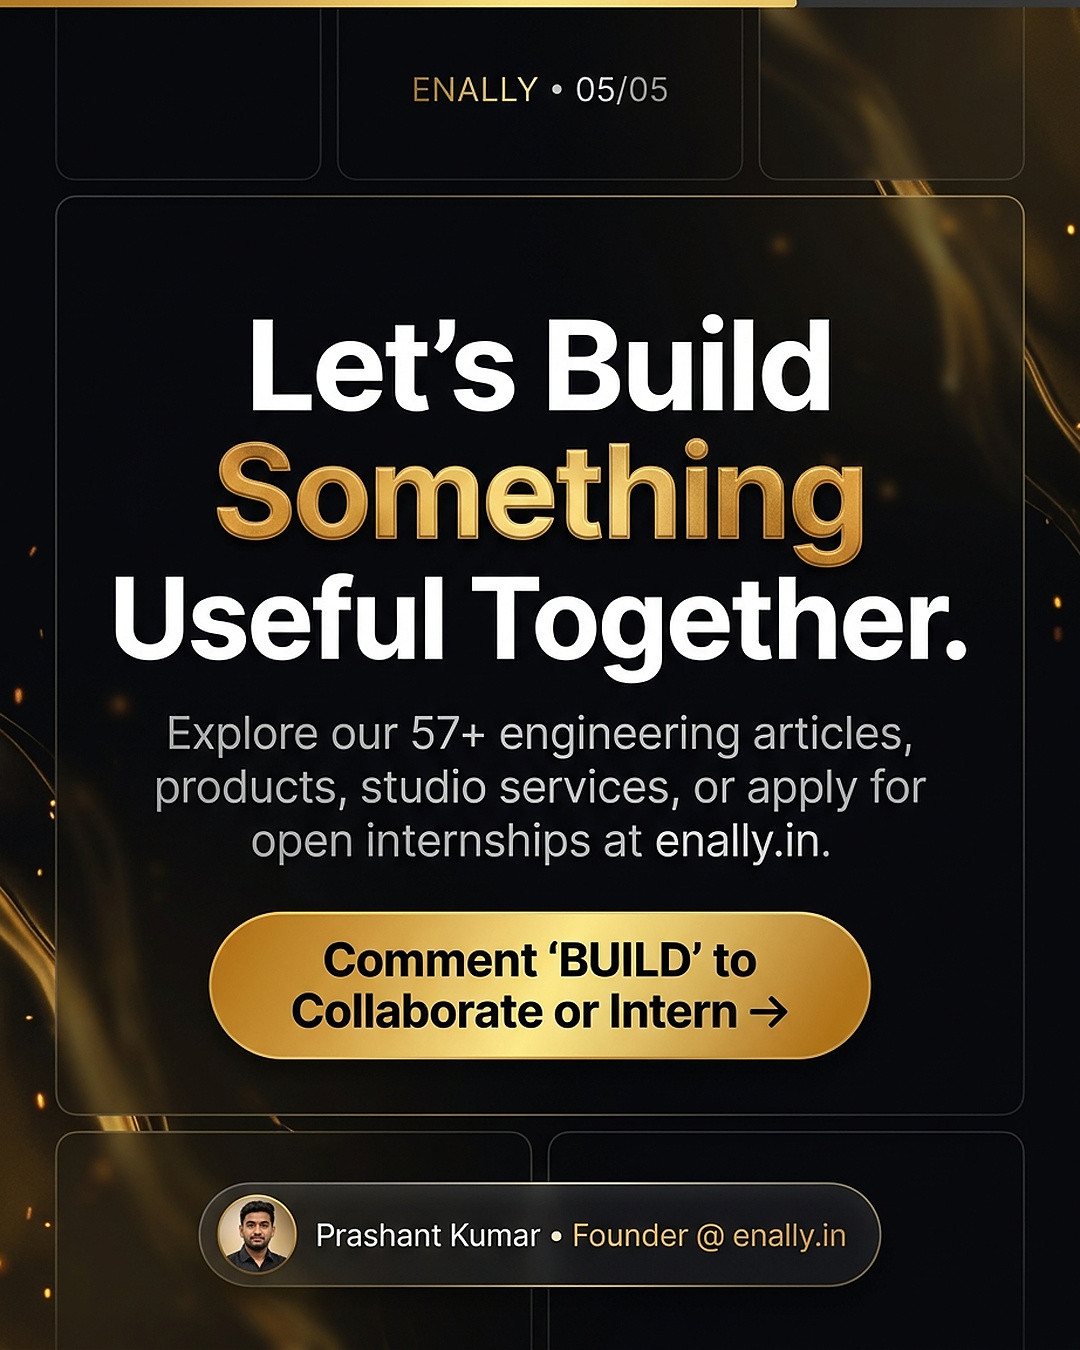 ENALLY • 05/05
Let’s Build
Something
Useful Together.
Explore our 57+ engineering articles,
products, studio services, or apply for
open internships at enally.in.
Comment ‘BUILD’ to
Collaborate or Intern →
Prashant Kumar • Founder @ enally.in